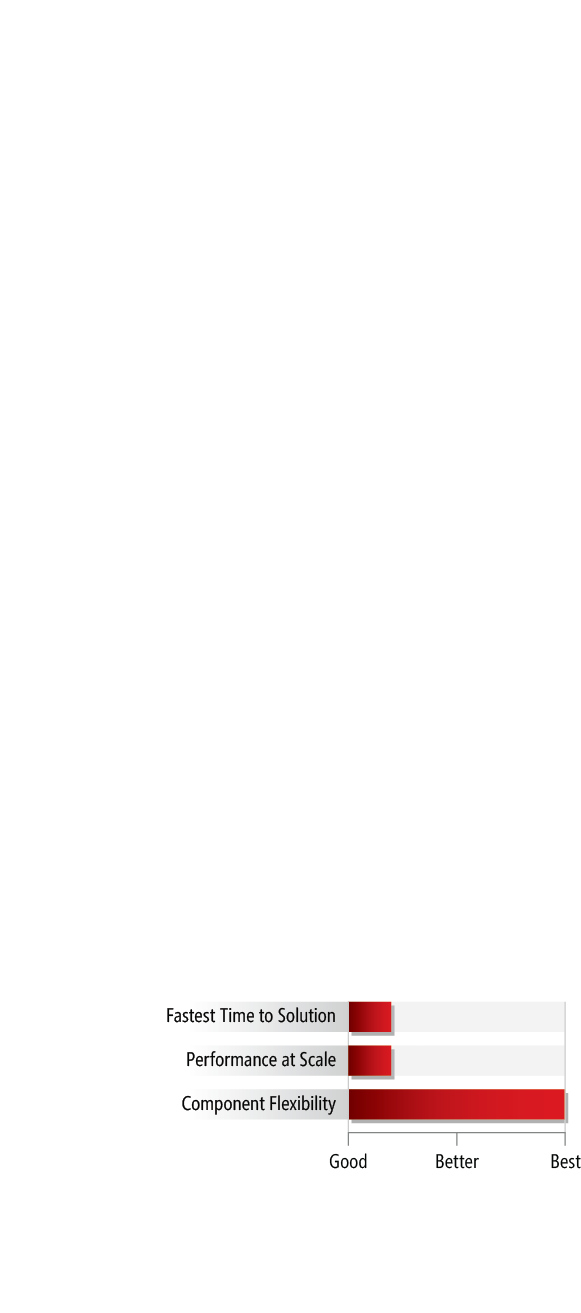 Fastest Time to Solution
Performance at Scale
Component Flexibility
Good Better Best